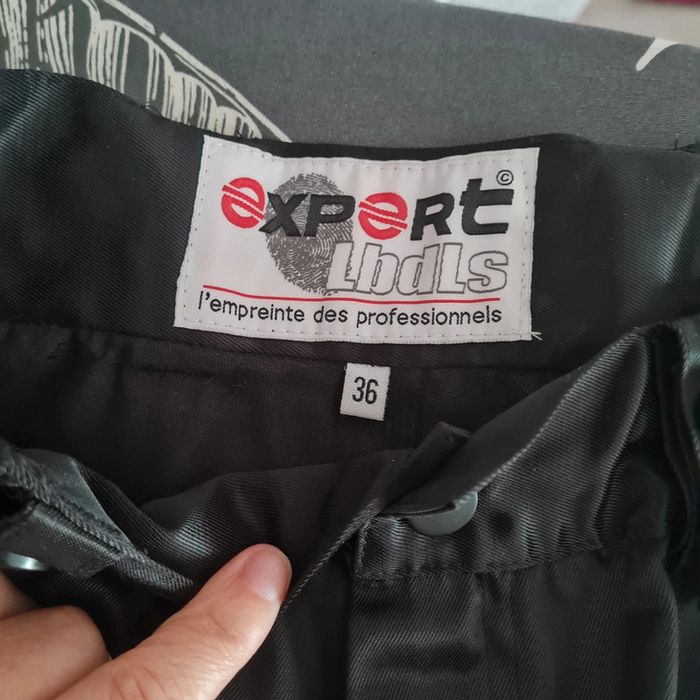 expert ©
LbdLs
l'empreinte des professionnels
36